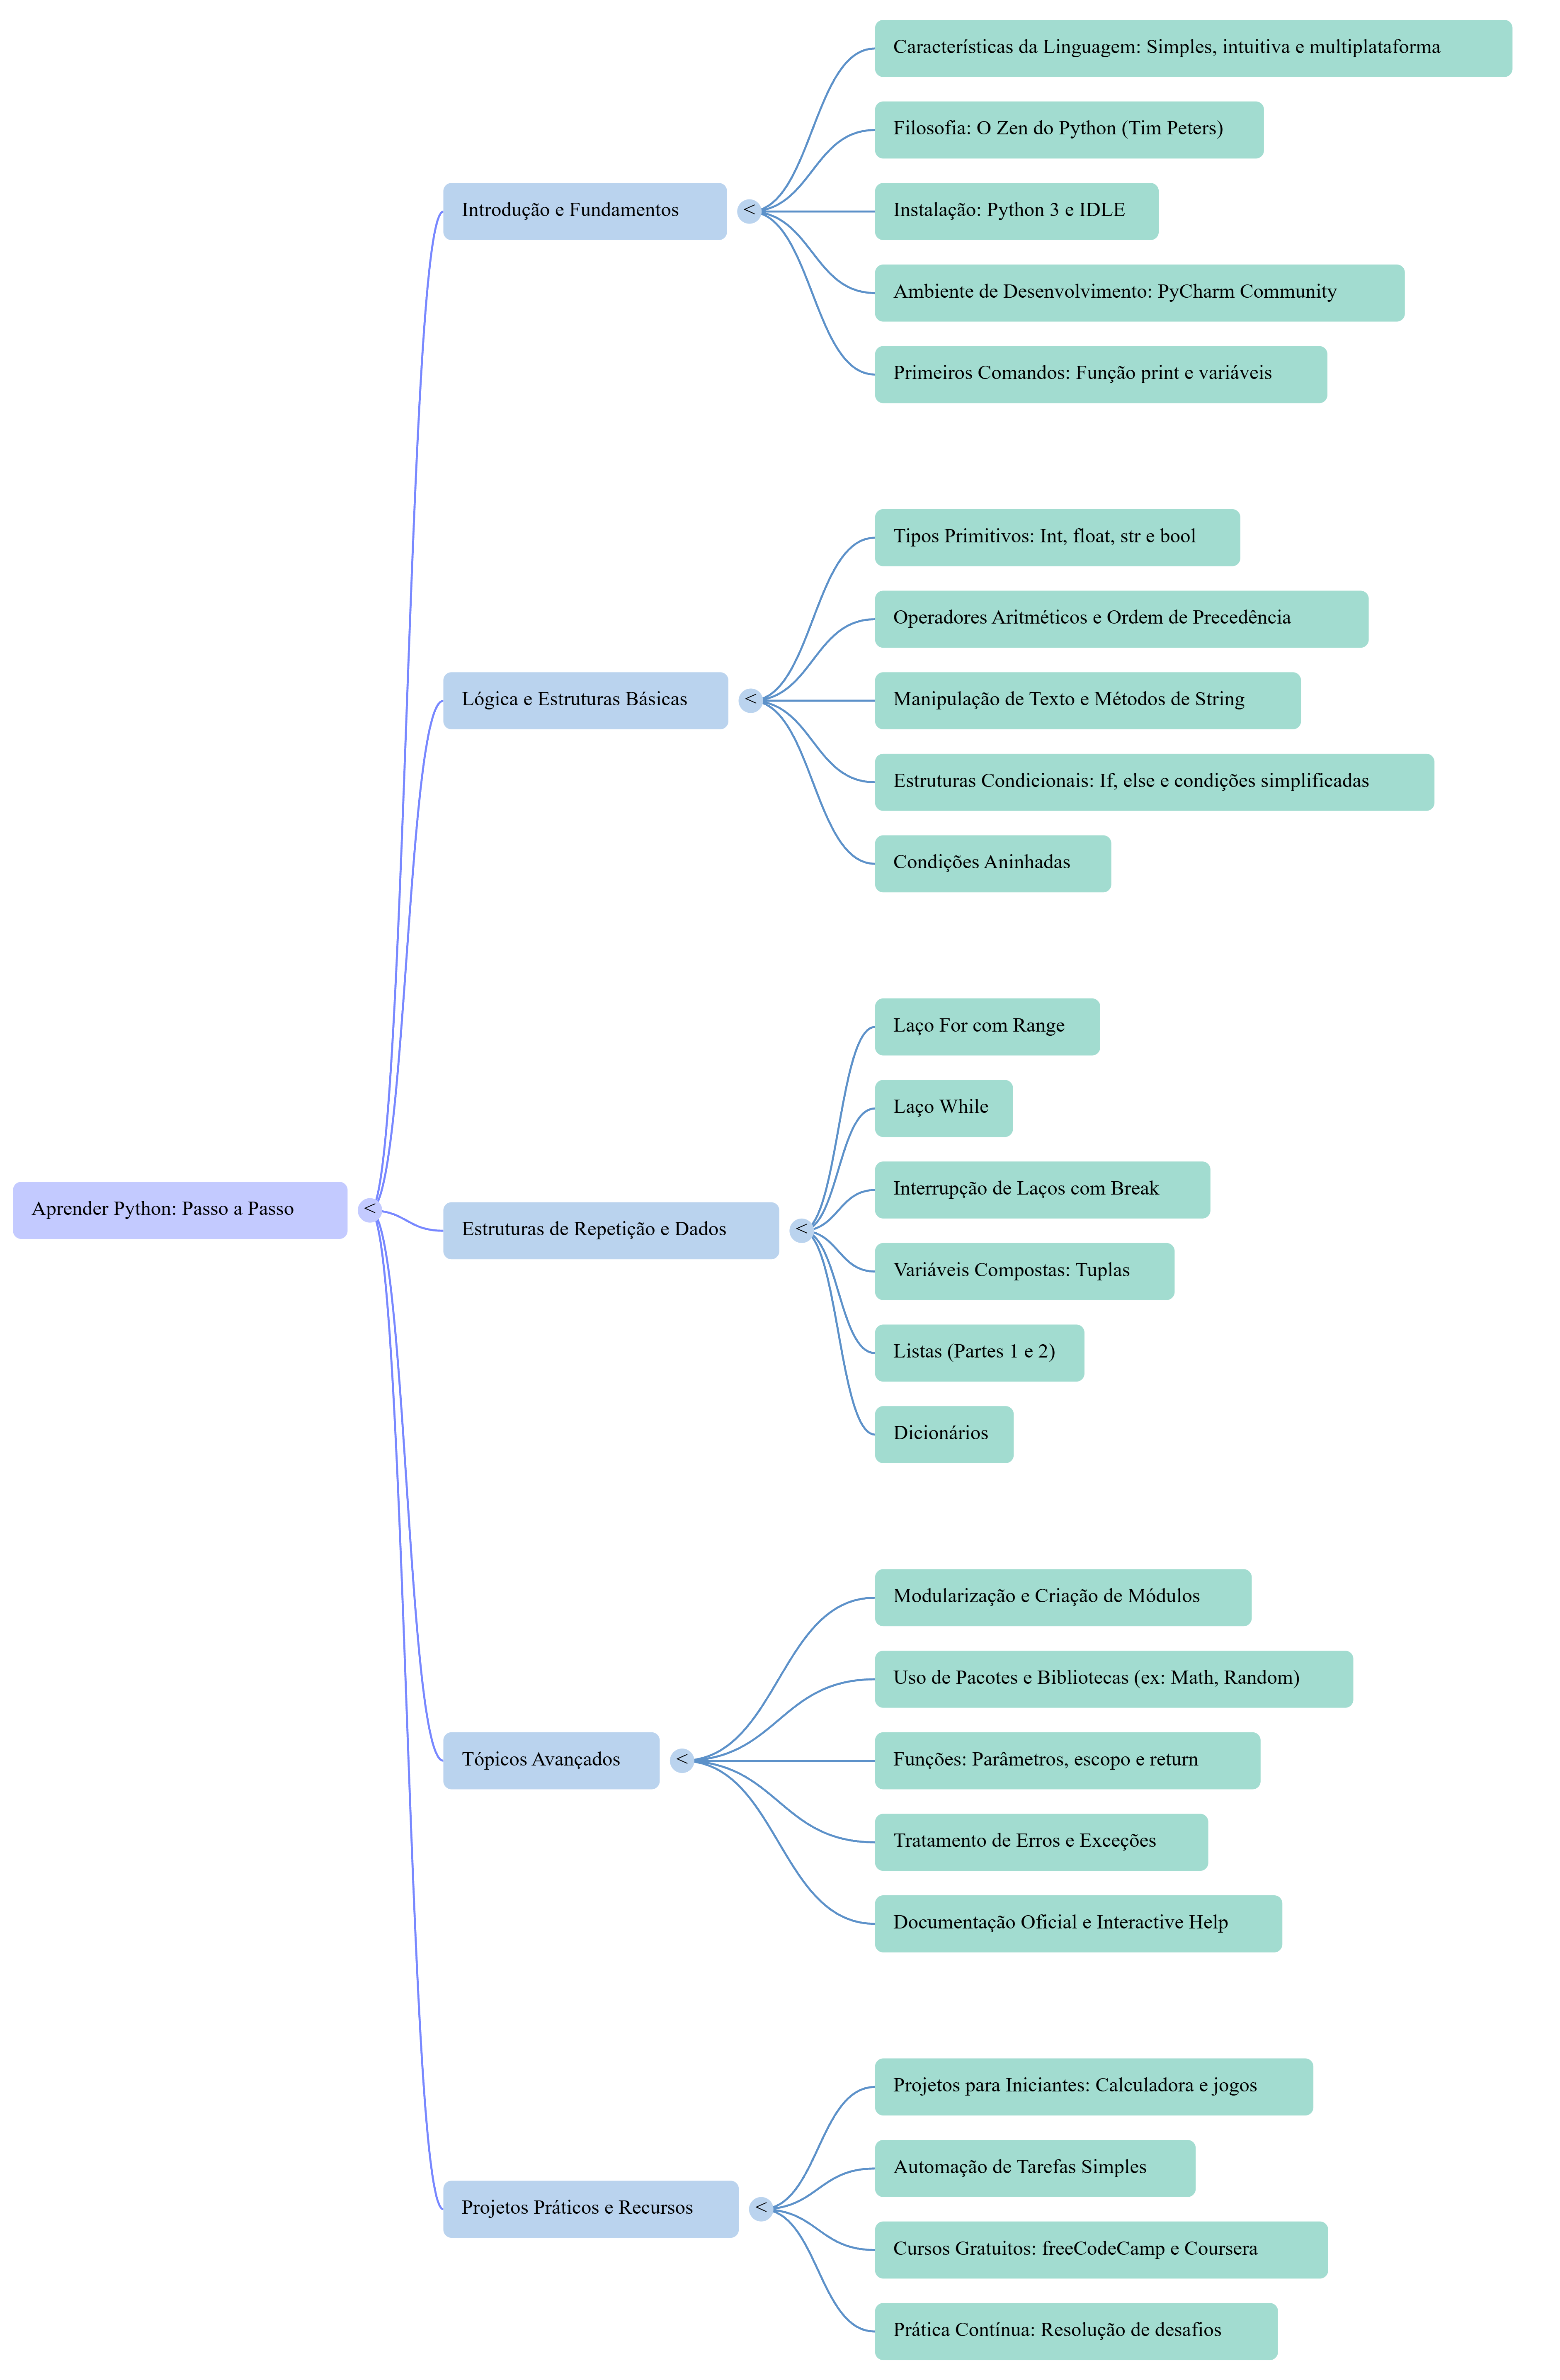 Aprender Python: Passo a Passo
<
Introdução e Fundamentos
<
Características da Linguagem: Simples, intuitiva e multiplataforma
Filosofia: O Zen do Python (Tim Peters)
Instalação: Python 3 e IDLE
Ambiente de Desenvolvimento: PyCharm Community
Primeiros Comandos: Função print e variáveis
Lógica e Estruturas Básicas
<
Tipos Primitivos: Int, float, str e bool
Operadores Aritméticos e Ordem de Precedência
Manipulação de Texto e Métodos de String
Estruturas Condicionais: If, else e condições simplificadas
Condições Aninhadas
Estruturas de Repetição e Dados
<
Laço For com Range
Laço While
Interrupção de Laços com Break
Variáveis Compostas: Tuplas
Listas (Partes 1 e 2)
Dicionários
Tópicos Avançados
<
Modularização e Criação de Módulos
Uso de Pacotes e Bibliotecas (ex: Math, Random)
Funções: Parâmetros, escopo e return
Tratamento de Erros e Exceções
Documentação Oficial e Interactive Help
Projetos Práticos e Recursos
<
Projetos para Iniciantes: Calculadora e jogos
Automação de Tarefas Simples
Cursos Gratuitos: freeCodeCamp e Coursera
Prática Contínua: Resolução de desafios